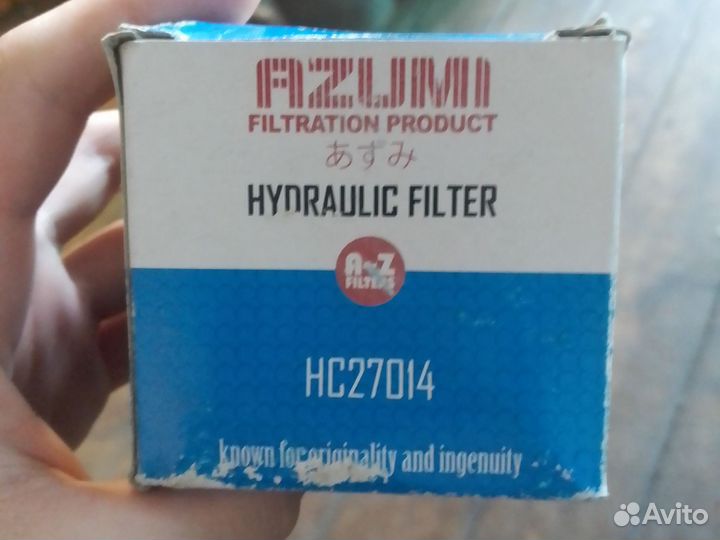 AZUMI
FILTRATION PRODUCT
あずみ
HYDRAULIC FILTER
A~Z
FILTERS
HC27014
known for originality and ingenuity
Avito